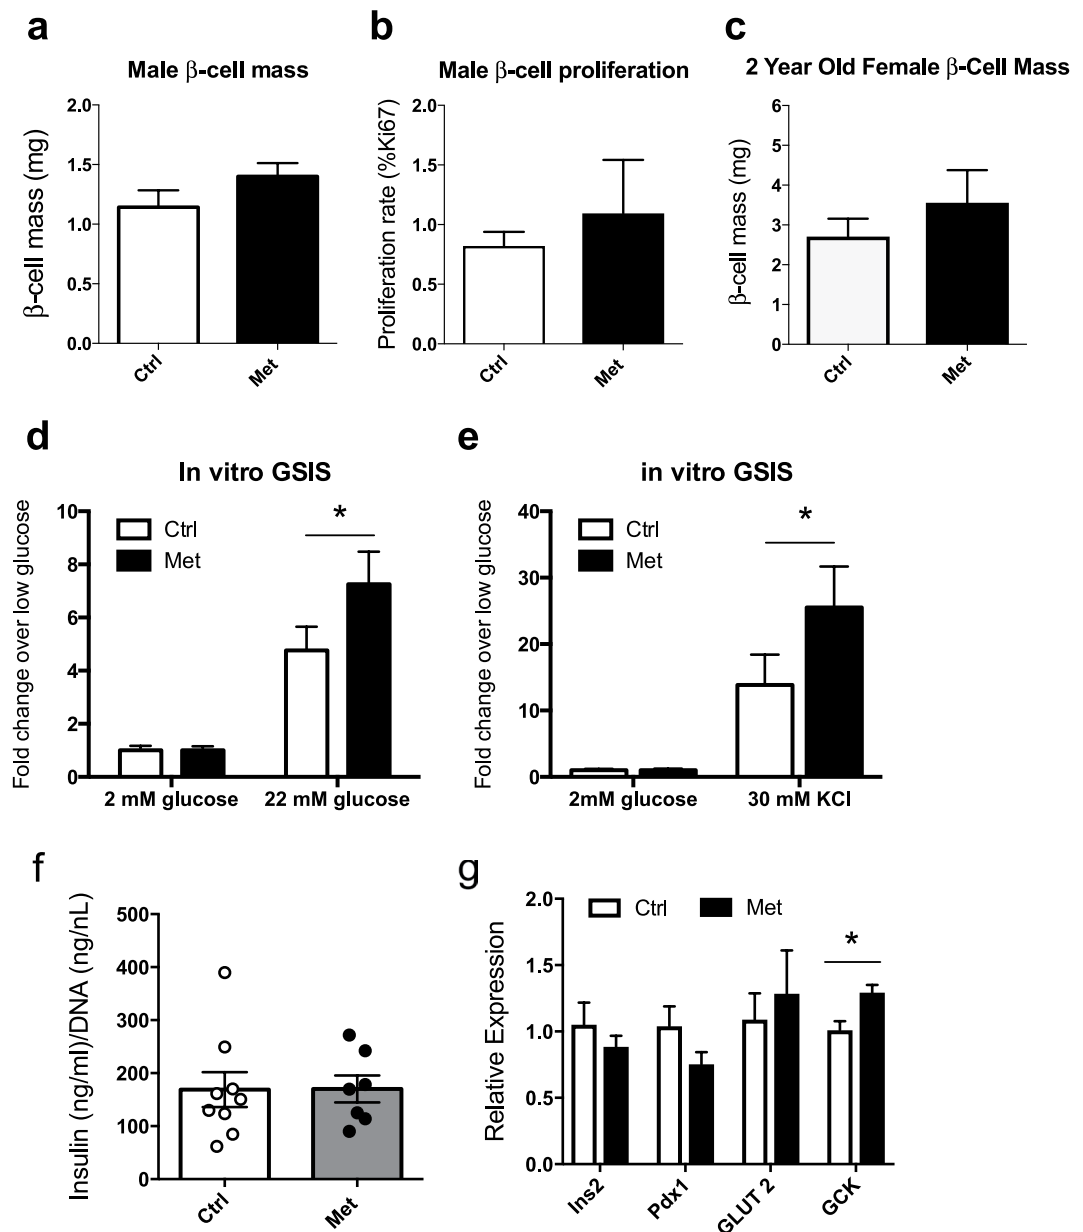 a
Male β-cell mass
β-cell mass (mg)
2.0
1.5
1.0
0.5
0.0
Ctrl
Met
b
Male β-cell proliferation
Proliferation rate (%Ki67)
2.0
1.5
1.0
0.5
0.0
Ctrl
Met
c
2 Year Old Female β-Cell Mass
β-cell mass (mg)
6
5
4
3
2
1
0
Ctrl
Met
d
In vitro GSIS
Fold change over low glucose
10
8
6
4
2
0
Ctrl
Met
*
2 mM glucose
22 mM glucose
e
in vitro GSIS
Fold change over low glucose
40
30
20
10
0
Ctrl
Met
*
2mM glucose
30 mM KCl
f
Insulin (ng/ml)/DNA (ng/nL)
500
400
300
200
100
0
Ctrl
Met
g
Relative Expression
2.0
1.5
1.0
0.5
0.0
Ctrl
Met
*
Ins2
Pdx1
GLUT 2
GCK